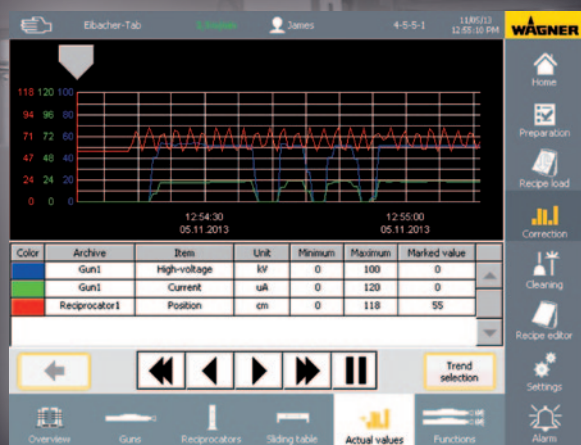 Eibacher-Tab
James
4-5-5-1
11/05/13
12:55:10 PM
WAGNER
Home
Preparation
Recipe load
Correction
Cleaning
Recipe editor
Settings
Alarm
118 120 100
94 96 80
71 72 60
47 48 40
24 24 20
0 0 0
12:54:30
05.11.2013
12:55:00
05.11.2013
Color Archive Item Unit Minimum Maximum Marked value
Gun1 High-voltage kV 0 100 0
Gun1 Current uA 0 120 0
Reciprocator1 Position cm 0 118 55
Trend
selection
Overview Guns Reciprocators Sliding table Actual values Functions